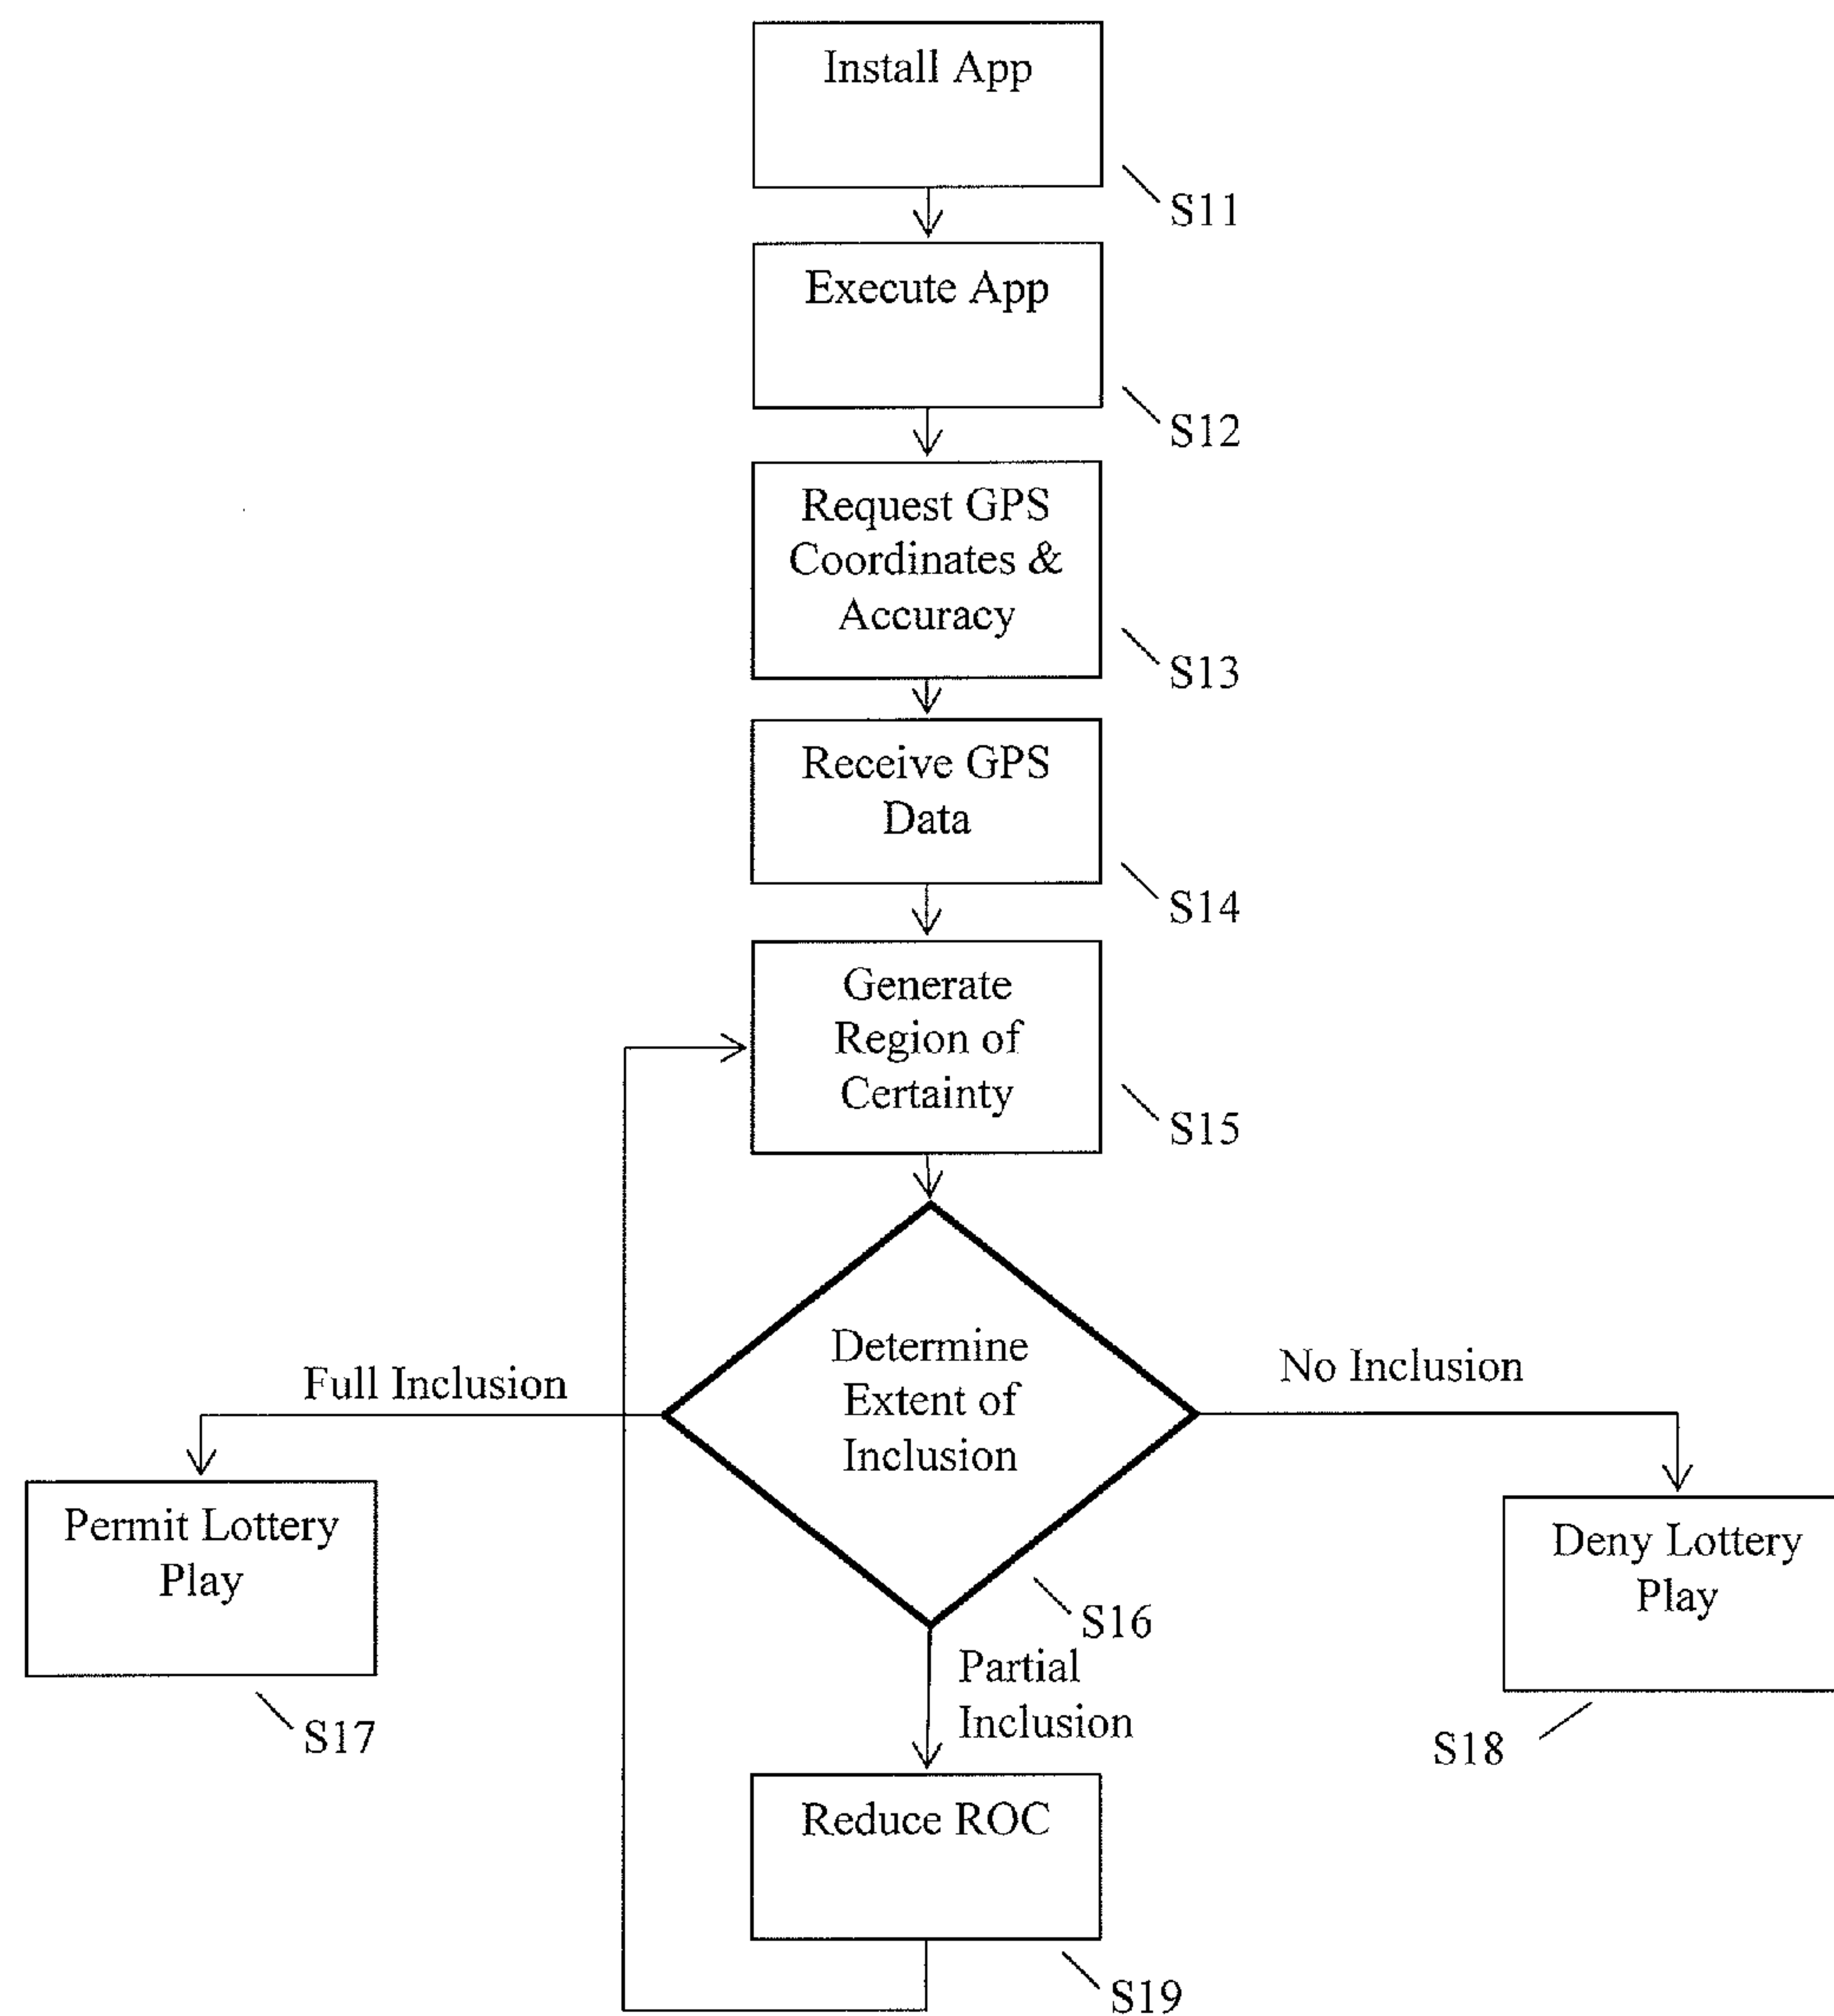 Install App
S11
Execute App
S12
Request GPS
Coordinates &
Accuracy
S13
Receive GPS
Data
S14
Generate
Region of
Certainty
S15
Determine
Extent of
Inclusion
S16
Full Inclusion
No Inclusion
Permit Lottery
Play
S17
Deny Lottery
Play
S18
Partial
Inclusion
Reduce ROC
S19